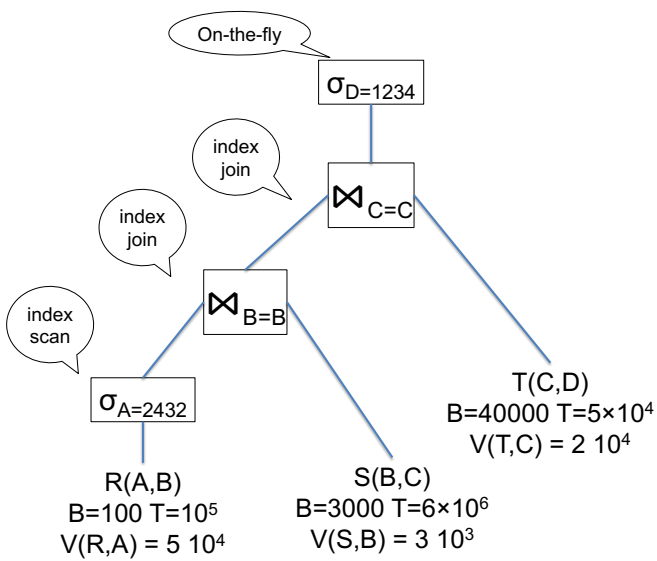 On-the-fly
σD=1234
index
join
⋈ C=C
index
join
⋈ B=B
index
scan
σA=2432
T(C,D)
B=40000 T=5×10⁴
V(T,C) = 2 10⁴
R(A,B)
B=100 T=10⁵
V(R,A) = 5 10⁴
S(B,C)
B=3000 T=6×10⁶
V(S,B) = 3 10³